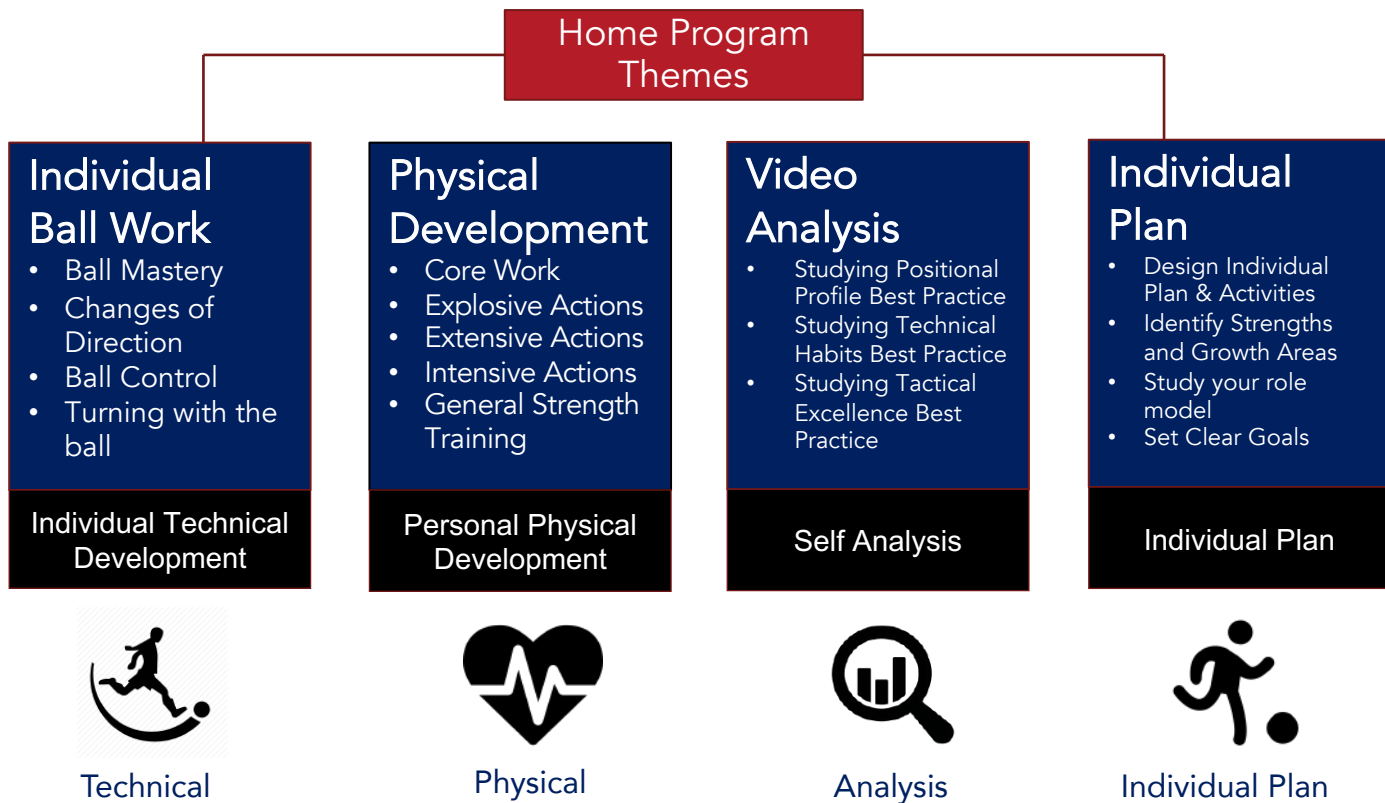 Home Program
Themes
Individual
Ball Work
• Ball Mastery
• Changes of
Direction
• Ball Control
• Turning with the
ball
Individual Technical
Development
Technical
Physical
Development
• Core Work
• Explosive Actions
• Extensive Actions
• Intensive Actions
• General Strength
Training
Personal Physical
Development
Physical
Video
Analysis
• Studying Positional
Profile Best Practice
• Studying Technical
Habits Best Practice
• Studying Tactical
Excellence Best
Practice
Self Analysis
Analysis
Individual
Plan
• Design Individual
Plan & Activities
• Identify Strengths
and Growth Areas
• Study your role
model
• Set Clear Goals
Individual Plan
Individual Plan